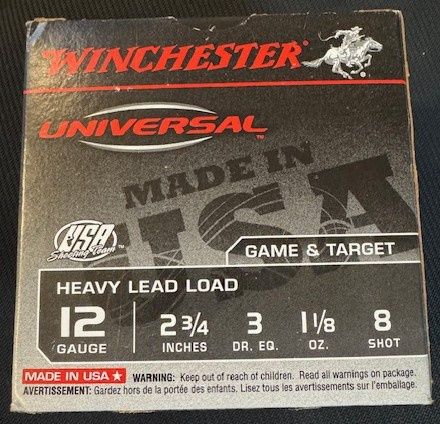 WINCHESTER
UNIVERSAL™
MADE IN
USA
USA
Shooting Team™
GAME & TARGET
HEAVY LEAD LOAD
12 2 3/4 3 1 1/8 8
GAUGE INCHES DR. EQ. OZ. SHOT
MADE IN USA ★ WARNING: Keep out of reach of children. Read all warnings on package.
AVERTISSEMENT: Gardez hors de la portée des enfants. Lisez tous les avertissements sur l'emballage.